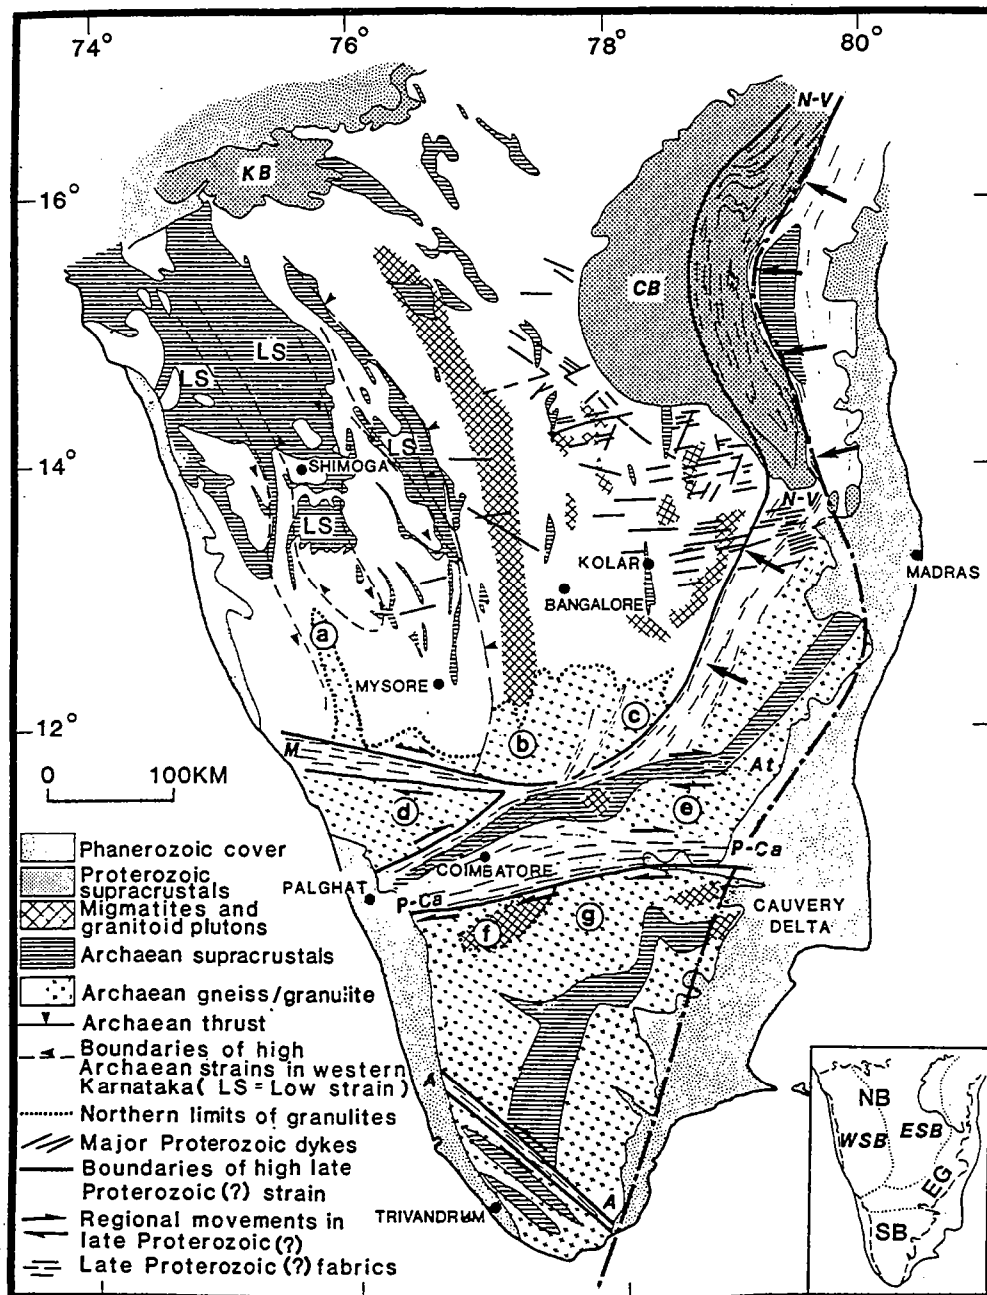 74° 76° 78° 80°
N-V
KB
16°
CB
LS
LS
LS
14°
SHIMOGA
N-V
LS
KOLAR
MADRAS
BANGALORE
a
MYSORE
c
12°
b
M
0 100KM
At
d
e
Phanerozoic cover
P-Ca
COIMBATORE
Proterozoic
supracrustals
PALGHAT
P-Ca
CAUVERY
DELTA
Migmatites and
granitoid plutons
g
f
Archaean supracrustals
Archaean gneiss/granulite
Archaean thrust
Boundaries of high
Archaean strains in western
Karnataka (LS = Low strain)
A
Northern limits of granulites
NB
Major Proterozoic dykes
WSB
ESB
Boundaries of high late
Proterozoic (?) strain
EG
A
TRIVANDRUM
Regional movements in
late Proterozoic (?)
SB
Late Proterozoic (?) fabrics